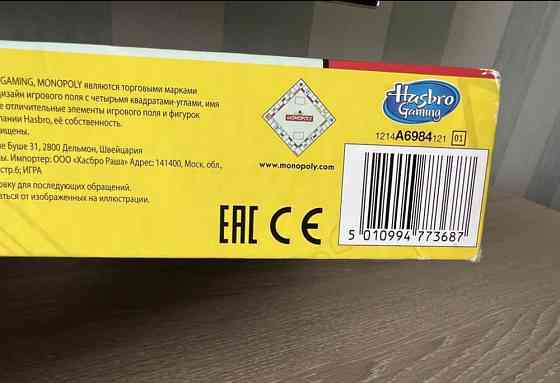 GAMING, MONOPOLY являются торговыми марками
дизайн игрового поля с четырьмя квадратами-углами, имя
е отличительные элементы игрового поля и фигурок
пании Hasbro, её собственность.
ищены.
е Буше 31, 2800 Делемон, Швейцария
ы. Импортер: ООО «Хасбро Раша» Адрес: 141400, Моск. обл.,
стр.6; ИГРА
овку для последующих обращений.
аться от изображенных на иллюстрации.
MONOPOLY
www.monopoly.com
Hasbro
Gaming
1214A6984121 01
EAC CE
5 010994 773687